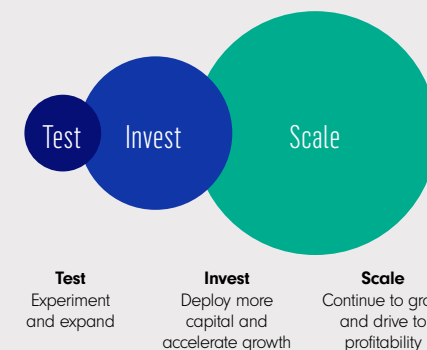 Test Invest Scale
Test
Experiment
and expand
Invest
Deploy more
capital and
accelerate growth
Scale
Continue to
and drive to
profitability